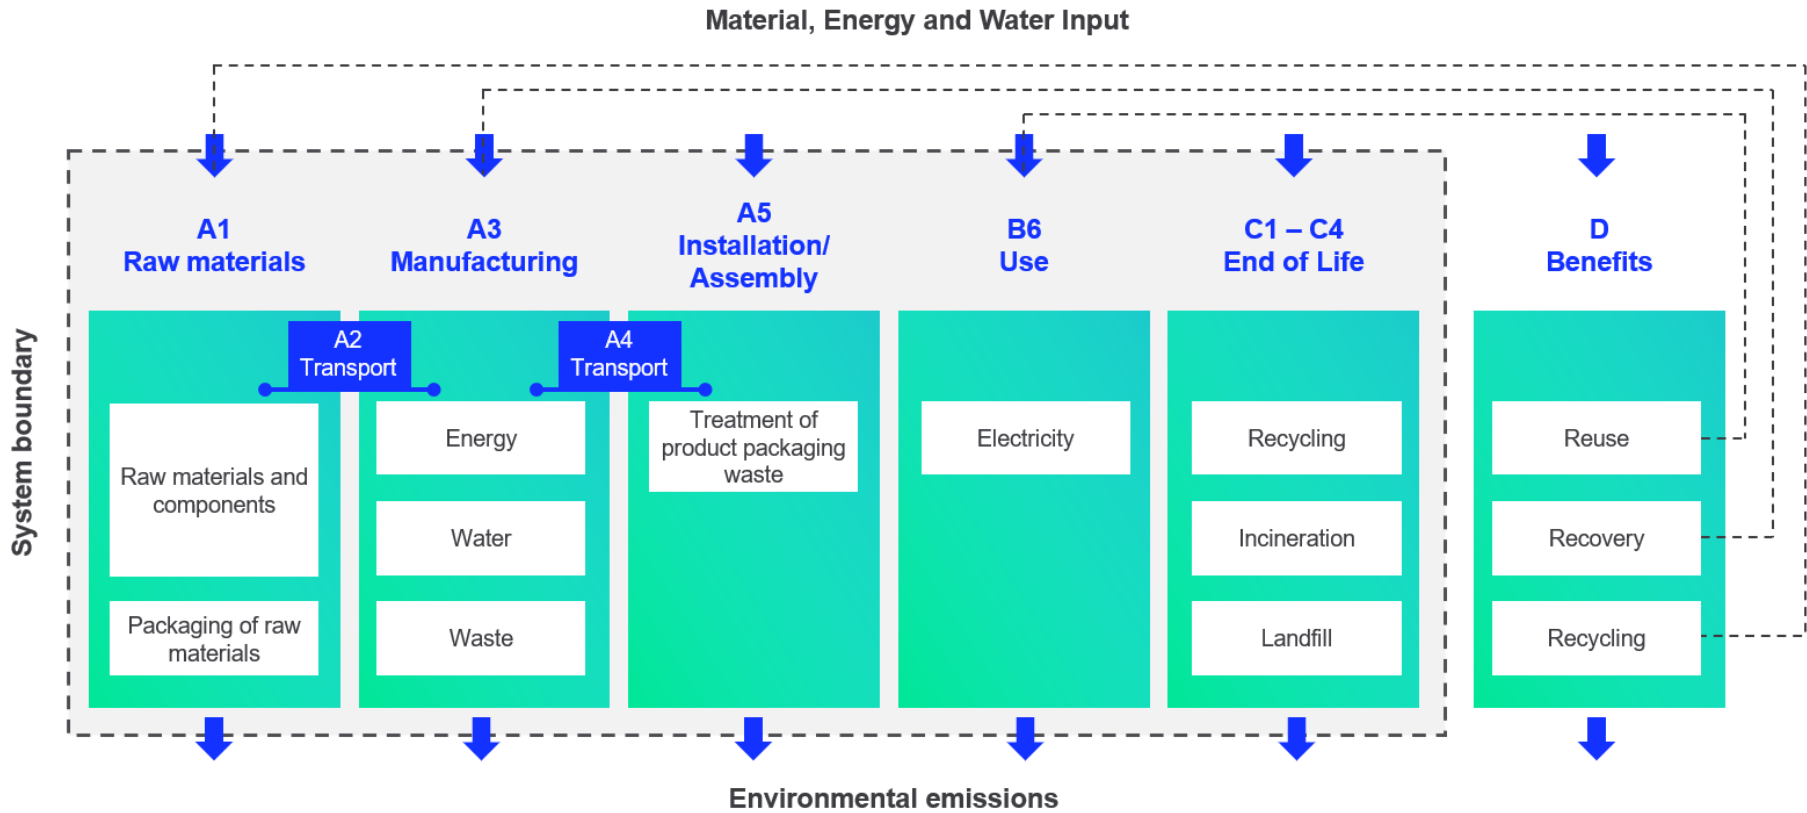 Material, Energy and Water Input
System boundary
A1
Raw materials
A3
Manufacturing
A5
Installation/
Assembly
B6
Use
C1 – C4
End of Life
D
Benefits
A2
Transport
A4
Transport
Raw materials and
components
Packaging of raw
materials
Energy
Water
Waste
Treatment of
product packaging
waste
Electricity
Recycling
Incineration
Landfill
Reuse
Recovery
Recycling
Environmental emissions